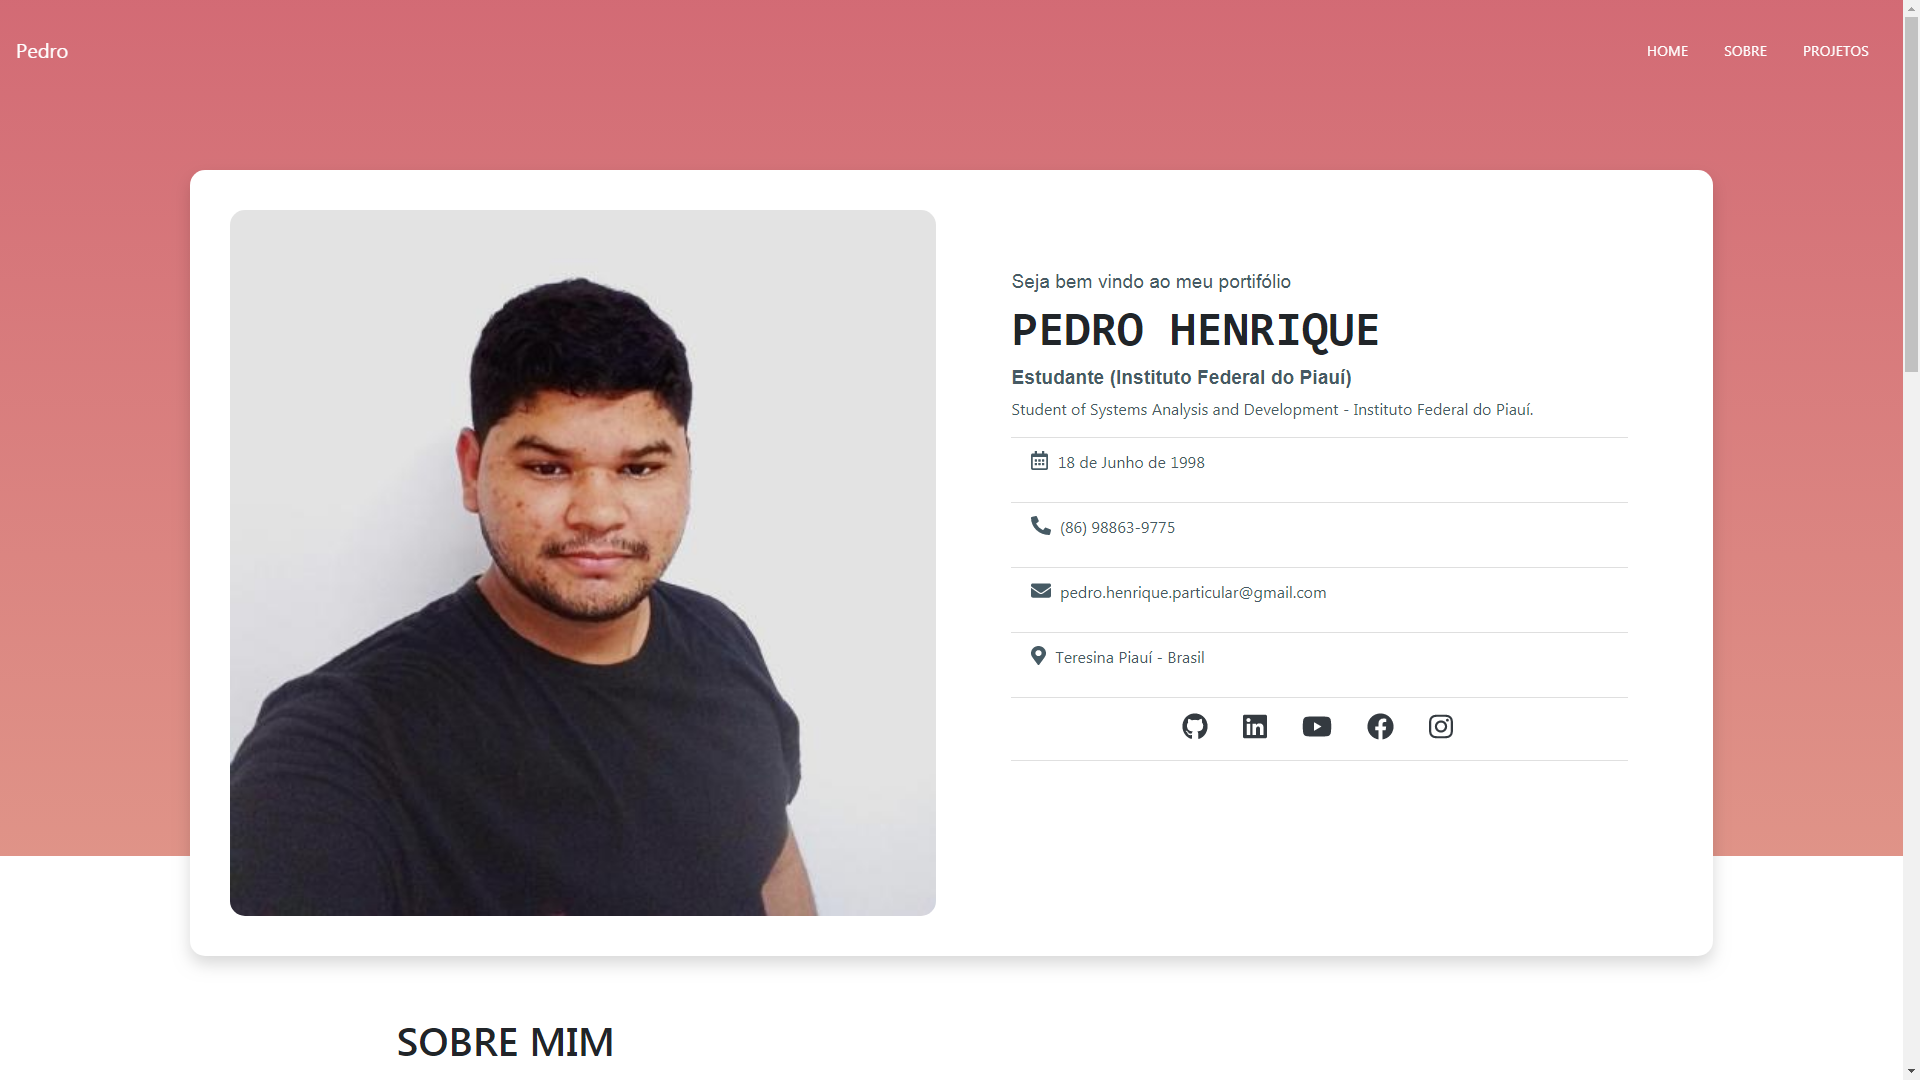 Pedro
HOME SOBRE PROJETOS
Seja bem vindo ao meu portifólio
PEDRO HENRIQUE
Estudante (Instituto Federal do Piauí)
Student of Systems Analysis and Development - Instituto Federal do Piauí.
18 de Junho de 1998
(86) 98863-9775
pedro.henrique.particular@gmail.com
Teresina Piauí - Brasil
SOBRE MIM